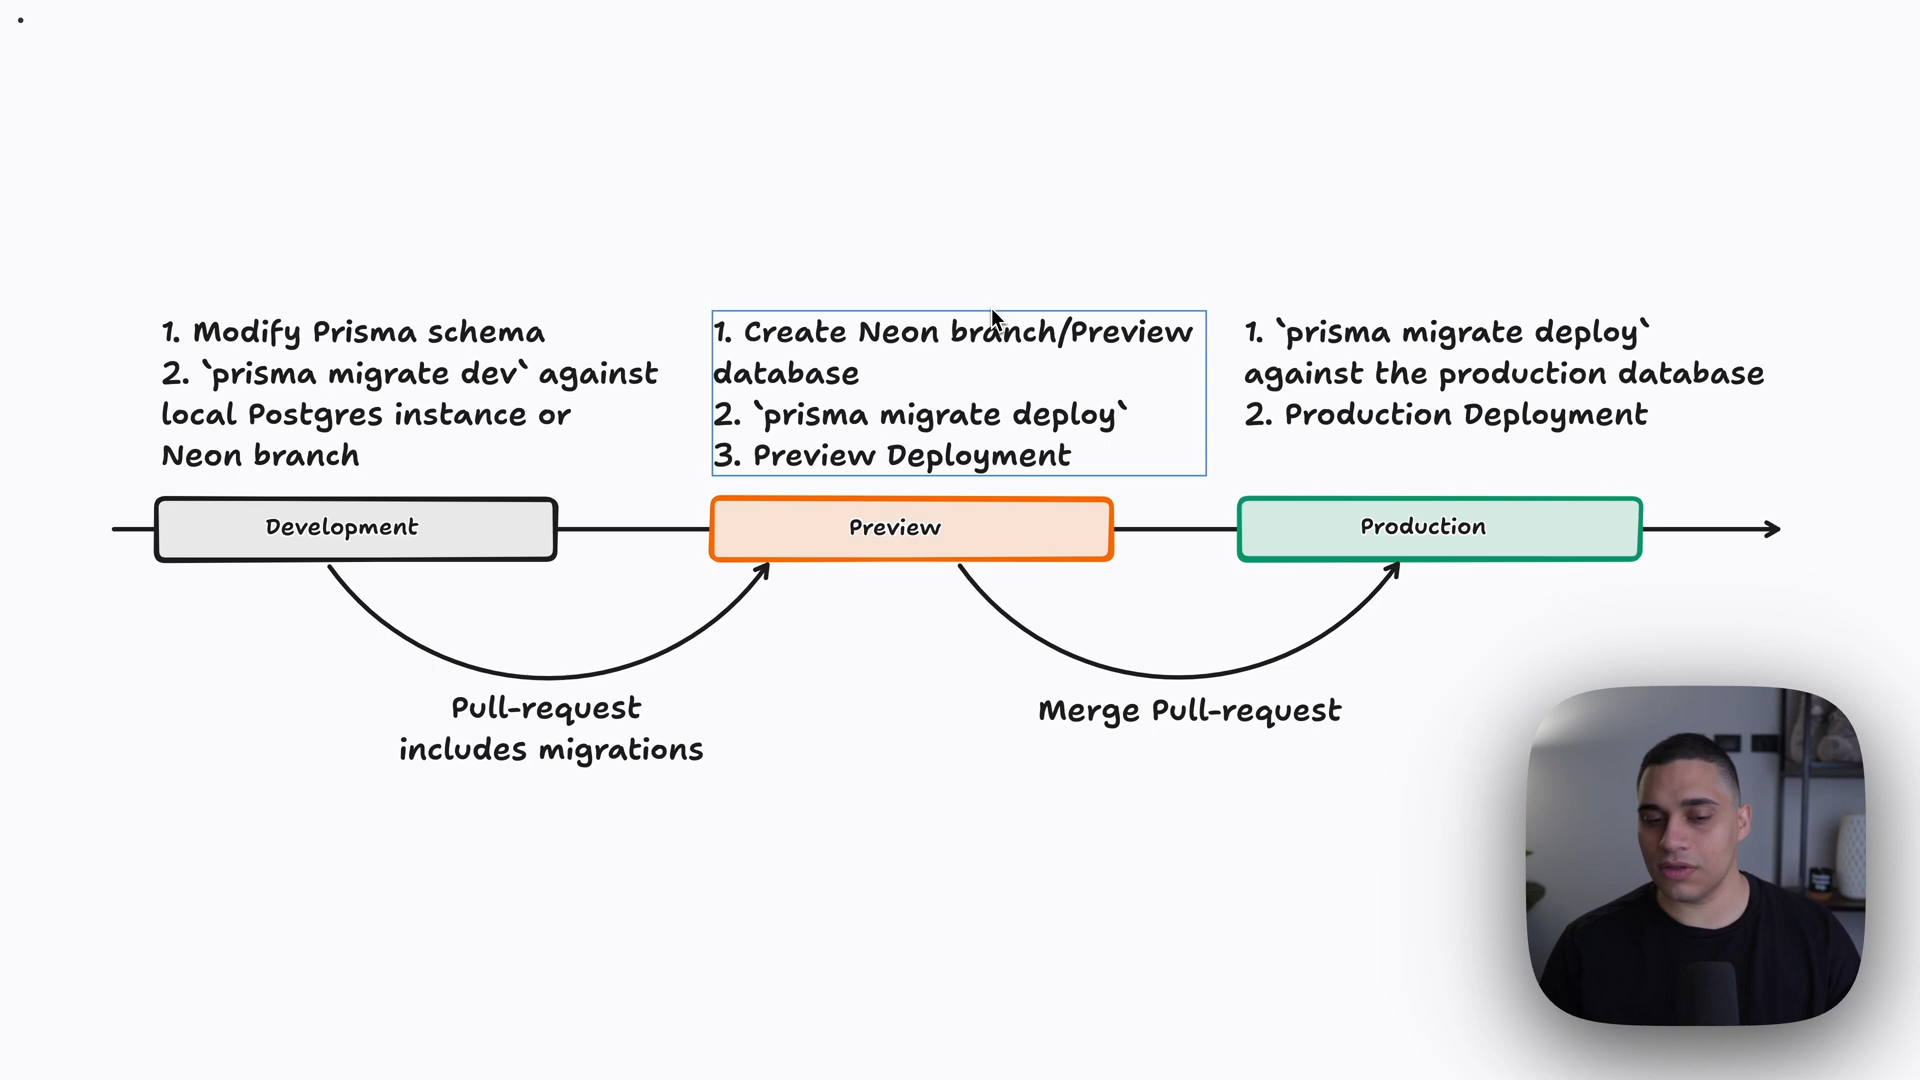 1. Modify Prisma schema
2. `prisma migrate dev` against
local Postgres instance or
Neon branch
1. Create Neon branch/Preview
database
2. `prisma migrate deploy`
3. Preview Deployment
1. `prisma migrate deploy`
against the production database
2. Production Deployment
Development
Preview
Production
Pull-request
includes migrations
Merge Pull-request